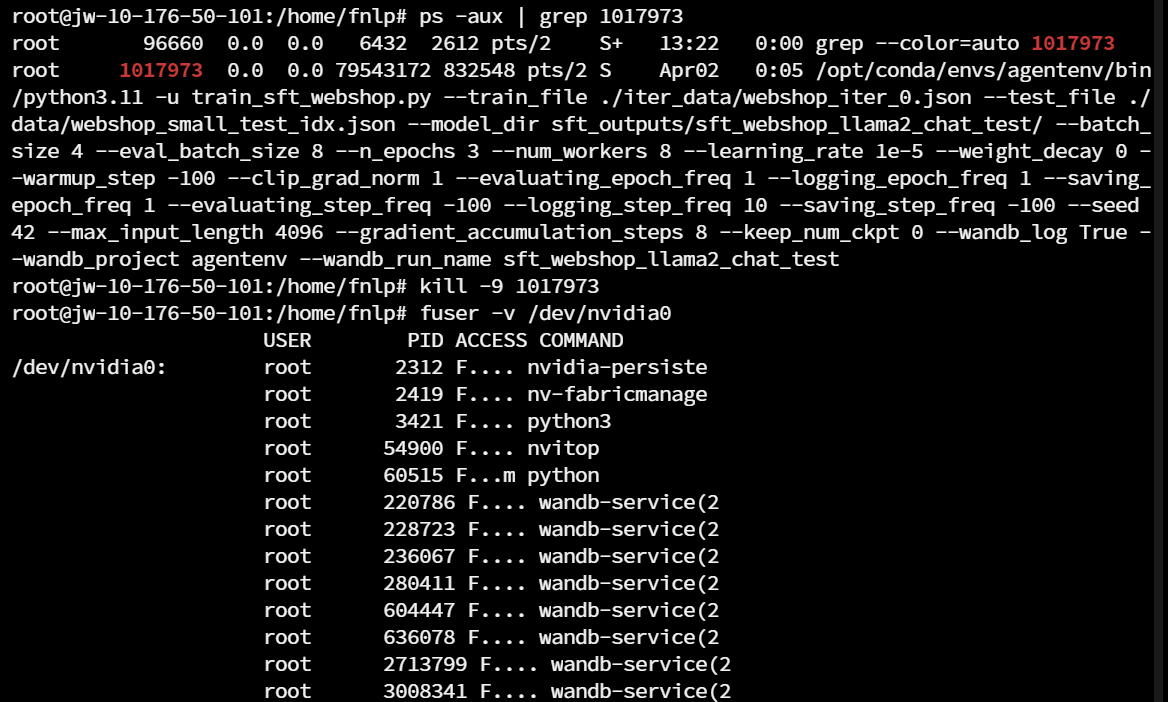 root@jw-10-176-50-101:/home/fnlp# ps -aux | grep 1017973
root       96660  0.0  0.0   6432  2612 pts/2    S+   13:22   0:00 grep --color=auto 1017973
root     1017973  0.0  0.0 79543172 832548 pts/2 S    Apr02   0:05 /opt/conda/envs/agentenv/bin
/python3.11 -u train_sft_webshop.py --train_file ./iter_data/webshop_iter_0.json --test_file ./
data/webshop_small_test_idx.json --model_dir sft_outputs/sft_webshop_llama2_chat_test/ --batch_
size 4 --eval_batch_size 8 --n_epochs 3 --num_workers 8 --learning_rate 1e-5 --weight_decay 0 -
-warmup_step -100 --clip_grad_norm 1 --evaluating_epoch_freq 1 --logging_epoch_freq 1 --saving_
epoch_freq 1 --evaluating_step_freq -100 --logging_step_freq 10 --saving_step_freq -100 --seed
42 --max_input_length 4096 --gradient_accumulation_steps 8 --keep_num_ckpt 0 --wandb_log True -
-wandb_project agentenv --wandb_run_name sft_webshop_llama2_chat_test
root@jw-10-176-50-101:/home/fnlp# kill -9 1017973
root@jw-10-176-50-101:/home/fnlp# fuser -v /dev/nvidia0
                     USER        PID ACCESS COMMAND
/dev/nvidia0:        root       2312 F.... nvidia-persiste
                     root       2419 F.... nv-fabricmanage
                     root       3421 F.... python3
                     root      54900 F.... nvitop
                     root      60515 F...m python
                     root      220786 F.... wandb-service(2
                     root      228723 F.... wandb-service(2
                     root      236067 F.... wandb-service(2
                     root      280411 F.... wandb-service(2
                     root      604447 F.... wandb-service(2
                     root      636078 F.... wandb-service(2
                     root      2713799 F.... wandb-service(2
                     root      3008341 F.... wandb-service(2